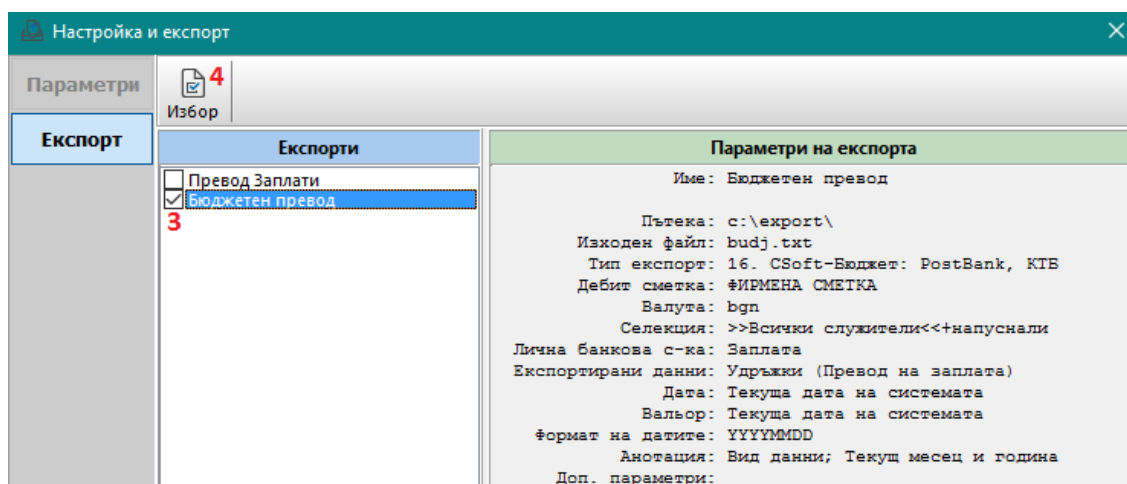 Настройка и експорт
Параметри
4
Избор
Експорт
Експорти
Параметри на експорта
Превод Заплати
Бюджетен превод
3
Име: Бюджетен превод
Пътека: c:\export\
Изходен файл: budj.txt
Тип експорт: 16. CSoft-Бюджет: PostBank, КТБ
Дебит сметка: ФИРМЕНА СМЕТКА
Валута: bgn
Селекция: >>Всички служители<<+напуснали
Лична банкова с-ка: Заплата
Експортирани данни: Удръжки (Превод на заплата)
Дата: Текуща дата на системата
Вальор: Текуща дата на системата
Формат на датите: YYYYMMDD
Анотация: Вид данни; Текущ месец и година
Доп. параметри: